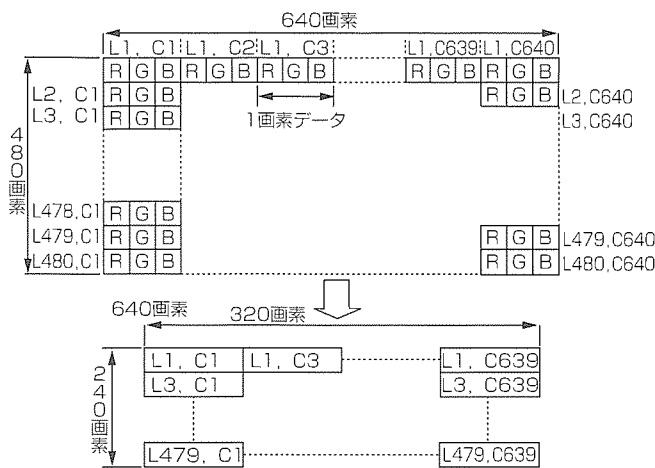 640画素
L1, C1 L1, C2 L1, C3 L1,C639 L1,C640
R G B R G B R G B R G B R G B
L2, C1 R G B R G B L2,C640
L3, C1 R G B 1画素データ L3,C640
480画素
L478,C1 R G B
L479,C1 R G B R G B L479,C640
L480,C1 R G B R G B L480,C640
640画素 320画素
L1, C1 L1, C3 L1, C639
L3, C1 L3, C639
240画素
L479, C1 L479,C639